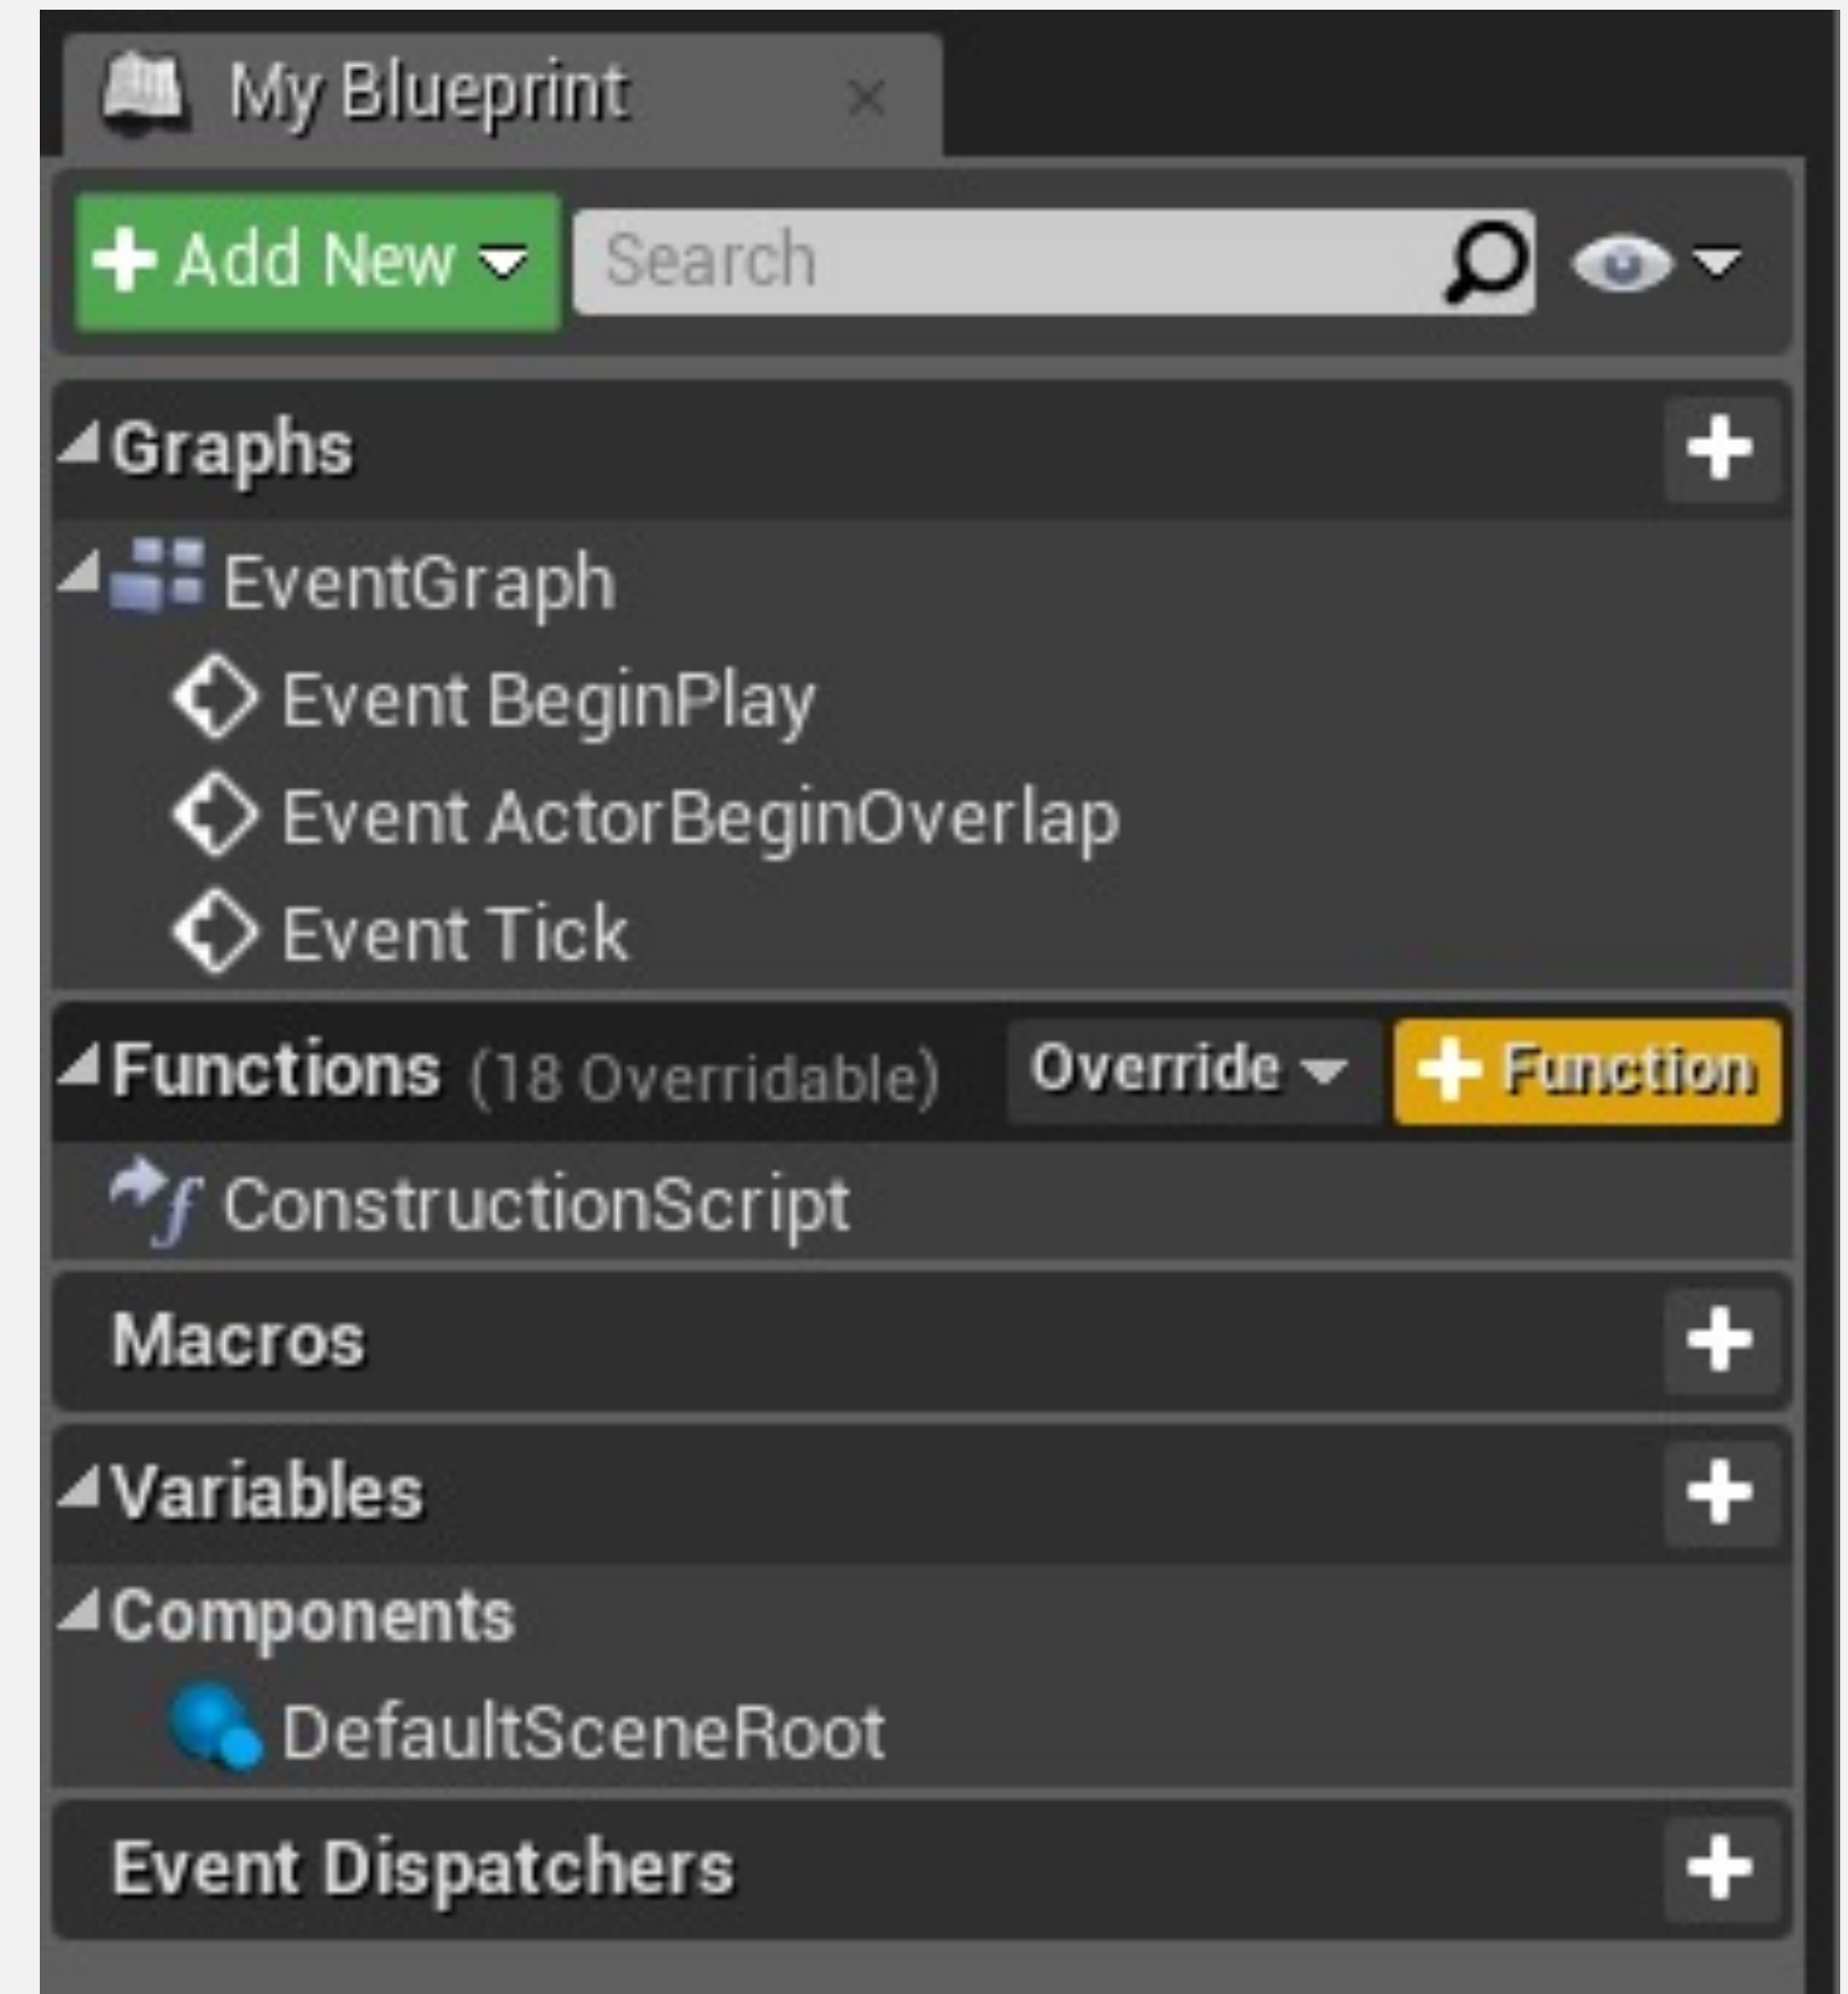 My Blueprint
Add New Search
Graphs
EventGraph
Event BeginPlay
Event ActorBeginOverlap
Event Tick
Functions (18 Overridable) Override Function
ConstructionScript
Macros
Variables
Components
DefaultSceneRoot
Event Dispatchers